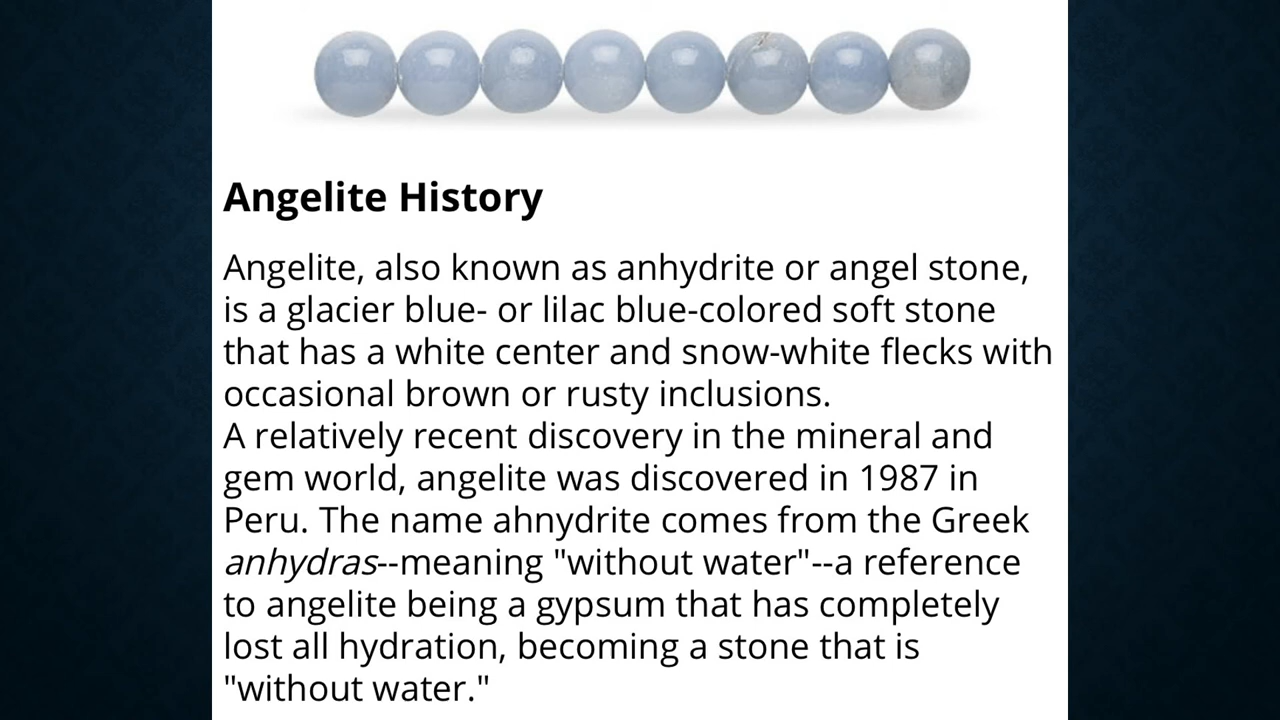 Angelite History
Angelite, also known as anhydrite or angel stone,
is a glacier blue- or lilac blue-colored soft stone
that has a white center and snow-white flecks with
occasional brown or rusty inclusions.
A relatively recent discovery in the mineral and
gem world, angelite was discovered in 1987 in
Peru. The name ahnydrite comes from the Greek
anhydras--meaning "without water"--a reference
to angelite being a gypsum that has completely
lost all hydration, becoming a stone that is
"without water."